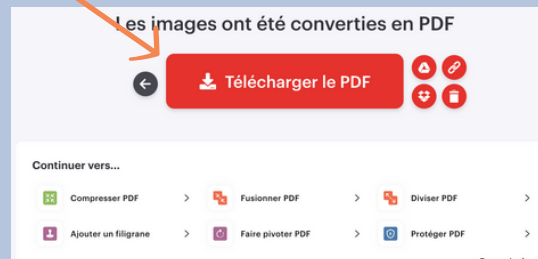 Les images ont été converties en PDF
Télécharger le PDF
Continuer vers...
Compresser PDF
Fusionner PDF
Diviser PDF
Ajouter un filigrane
Faire pivoter PDF
Protéger PDF